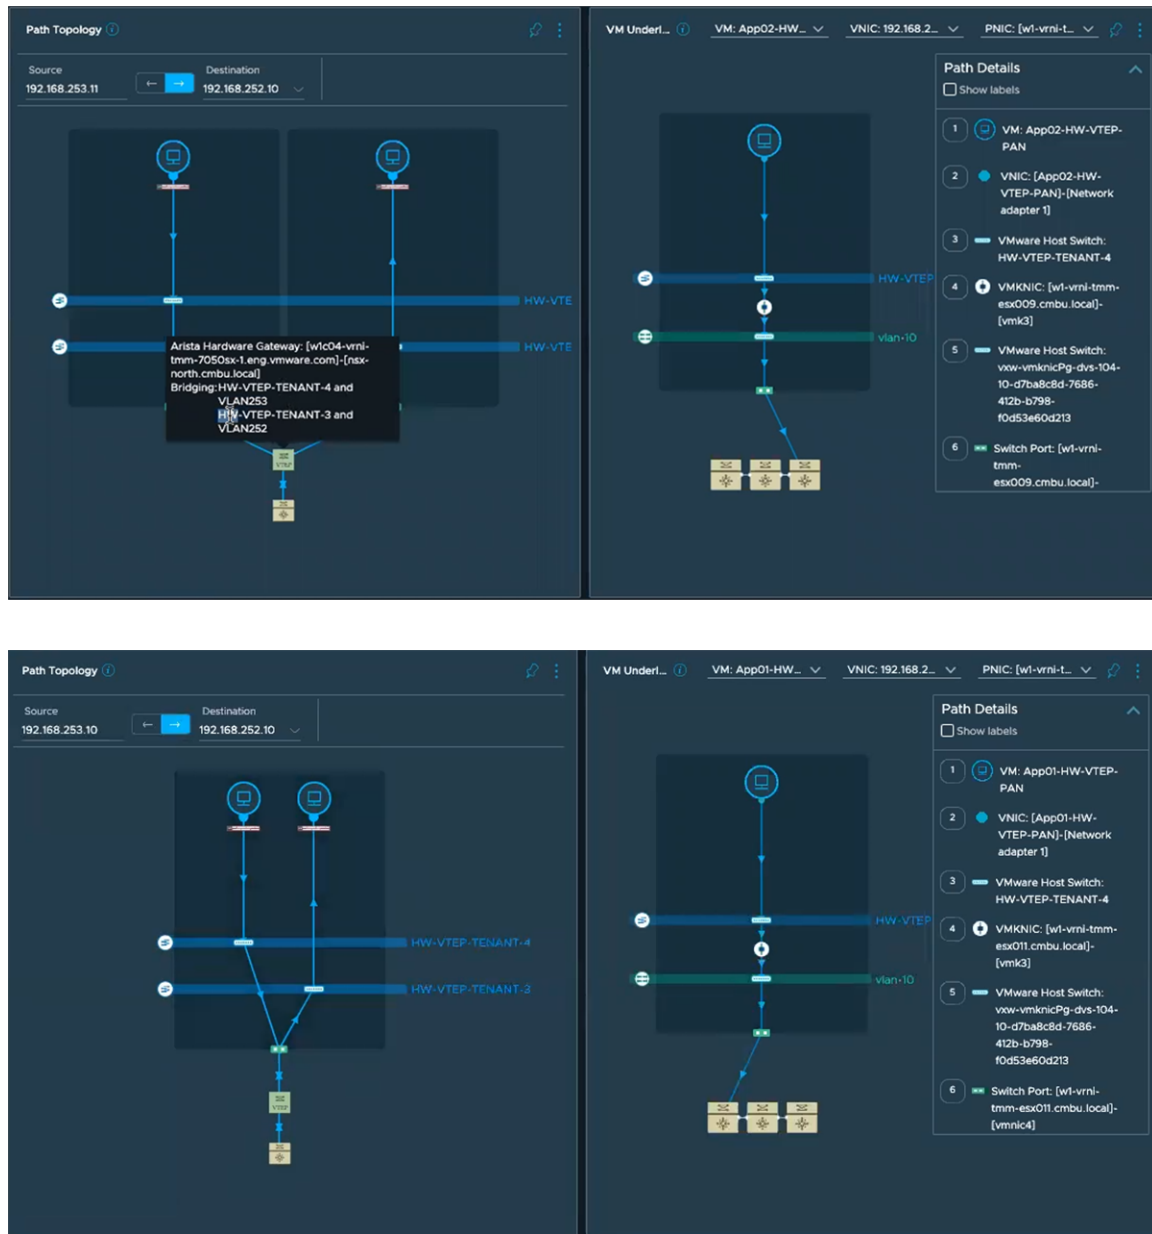 Path Topology
Source
192.168.253.11
Destination
192.168.252.10
HW-VTE
HW-VTE
Arista Hardware Gateway: [w1c04-vrni-
tmm-7050sx-1.eng.vmware.com]-[nsx-
north.cmbu.local]
Bridging: HW-VTEP-TENANT-4 and
VLAN253
HW-VTEP-TENANT-3 and
VLAN252
VM Underl...
VM: App02-HW_
VNIC: 192.168.2_
PNIC: [w1-vrni-t_
HW-VTEP
vlan-10
Path Details
Show labels
1 VM: App02-HW-VTEP-
PAN
2 VNIC: [App02-HW-
VTEP-PAN]-[Network
adapter 1]
3 VMware Host Switch:
HW-VTEP-TENANT-4
4 VMKNIC: [w1-vrni-tmm-
esx009.cmbu.local]-
[vmk3]
5 VMware Host Switch:
vxw-vmknicPg-dvs-104-
10-d7ba8c8d-7686-
412b-b798-
f0d53e60d213
6 Switch Port: [w1-vrni-
tmm-
esx009.cmbu.local]-
Path Topology
Source
192.168.253.10
Destination
192.168.252.10
HW-VTEP-TENANT-4
HW-VTEP-TENANT-3
VM Underl...
VM: App01-HW_
VNIC: 192.168.2_
PNIC: [w1-vrni-t_
HW-VTEP
vlan-10
Path Details
Show labels
1 VM: App01-HW-VTEP-
PAN
2 VNIC: [App01-HW-
VTEP-PAN]-[Network
adapter 1]
3 VMware Host Switch:
HW-VTEP-TENANT-4
4 VMKNIC: [w1-vrni-tmm-
esx011.cmbu.local]-
[vmk3]
5 VMware Host Switch:
vxw-vmknicPg-dvs-104-
10-d7ba8c8d-7686-
412b-b798-
f0d53e60d213
6 Switch Port: [w1-vrni-
tmm-esx011.cmbu.local]-
[vmnic4]